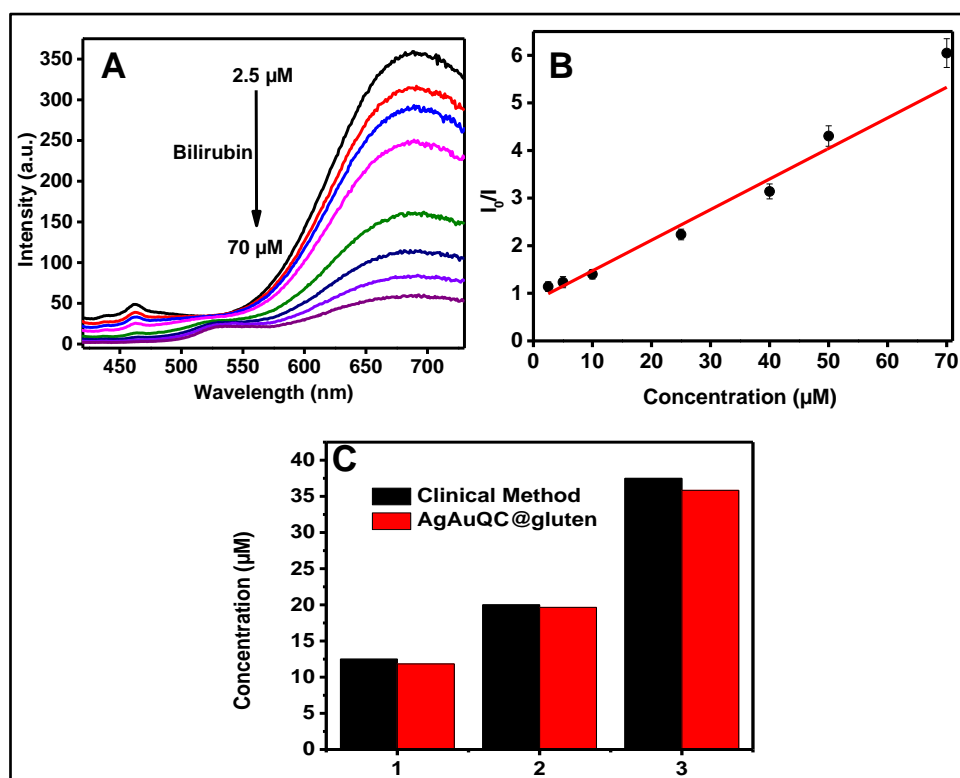 A
2.5 µM
Bilirubin
70 µM
Intensity (a.u.)
350
300
250
200
150
100
50
0
450 500 550 600 650 700
Wavelength (nm)
B
I₀/I
6
5
4
3
2
1
0
0 10 20 30 40 50 60 70
Concentration (µM)
C
Clinical Method
AgAuQC@gluten
Concentration (µM)
40
35
30
25
20
15
10
5
0
1 2 3